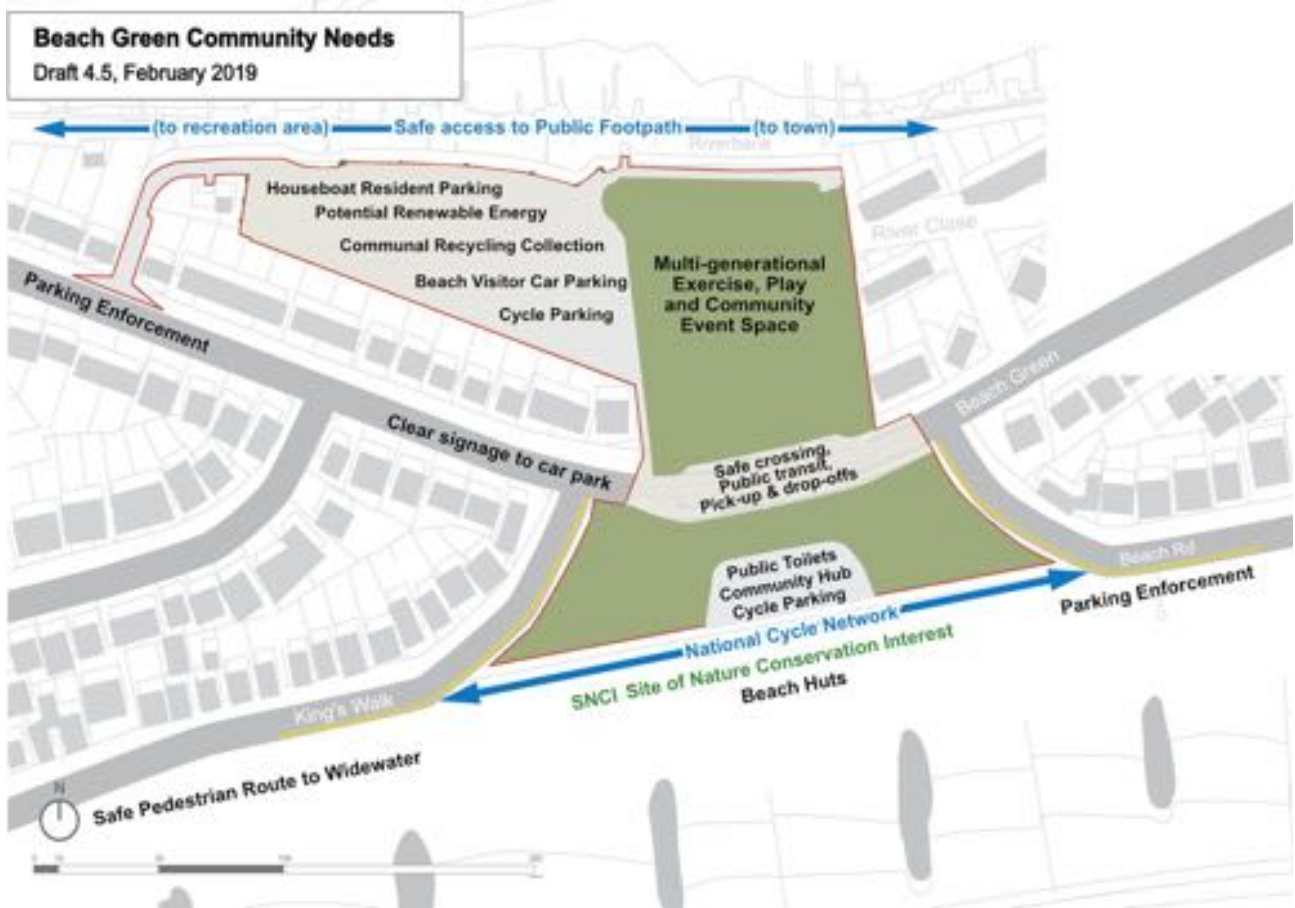 Beach Green Community Needs
Draft 4.5, February 2019
(to recreation area)
Safe access to Public Footpath
(to town)
Riverbank
Houseboat Resident Parking
Potential Renewable Energy
Communal Recycling Collection
Beach Visitor Car Parking
Cycle Parking
Multi-generational
Exercise, Play
and Community
Event Space
River Close
Parking Enforcement
Clear signage to car park
Beach Green
Safe crossing,
Public transit,
Pick-up & drop-offs
Public Toilets
Community Hub
Cycle Parking
Beach Rd
Parking Enforcement
National Cycle Network
SNCI Site of Nature Conservation Interest
Beach Huts
King's Walk
Safe Pedestrian Route to Widewater
N